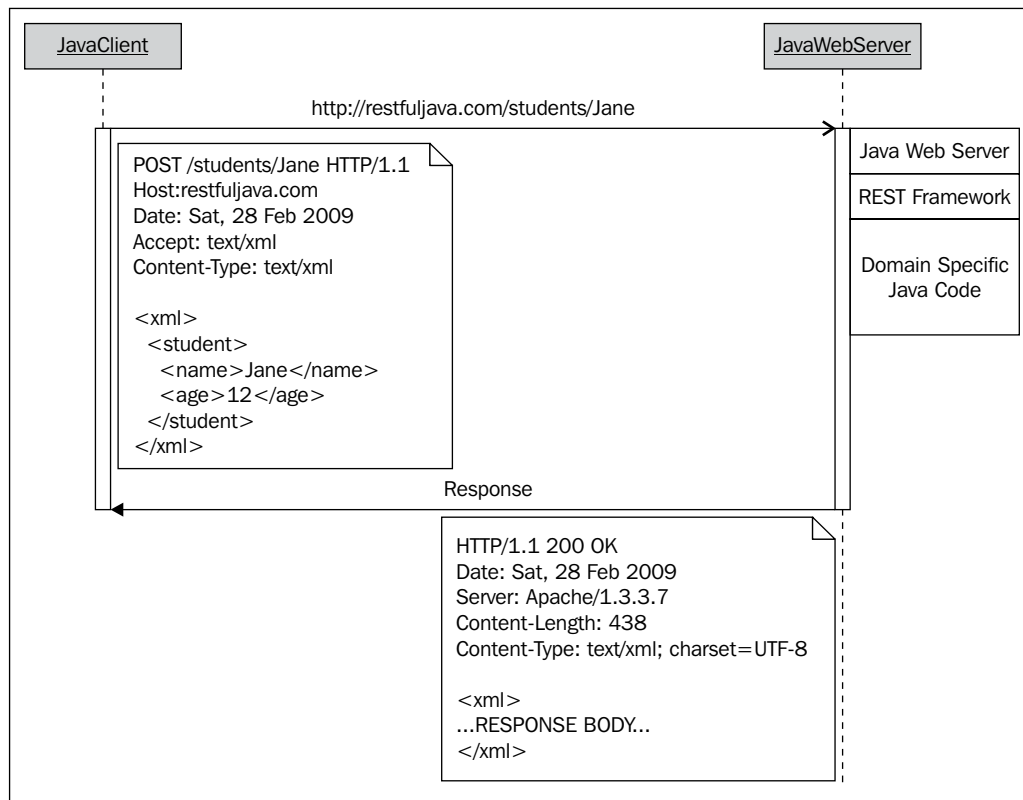 JavaClient
JavaWebServer
http://restfuljava.com/students/Jane
POST /students/Jane HTTP/1.1
Host:restfuljava.com
Date: Sat, 28 Feb 2009
Accept: text/xml
Content-Type: text/xml
<xml>
<student>
<name>Jane</name>
<age>12</age>
</student>
</xml>
Java Web Server
REST Framework
Domain Specific
Java Code
Response
HTTP/1.1 200 OK
Date: Sat, 28 Feb 2009
Server: Apache/1.3.3.7
Content-Length: 438
Content-Type: text/xml; charset=UTF-8
<xml>
...RESPONSE BODY...
</xml>